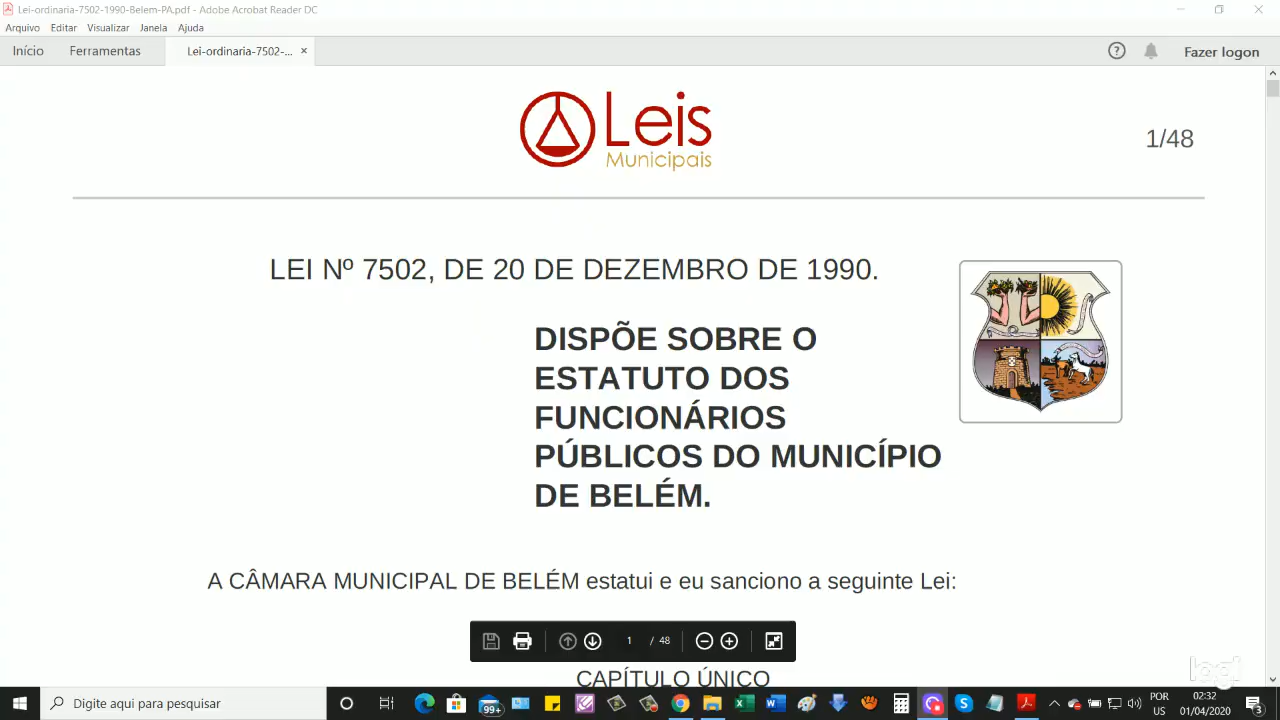 Lei-ordinaria-7502-1990-Belem-PA.pdf - Adobe Acrobat Reader DC
Arquivo Editar Visualizar Janela Ajuda
Início Ferramentas Lei-ordinaria-7502-... × Fazer logon
Leis
Municipais
1/48
LEI Nº 7502, DE 20 DE DEZEMBRO DE 1990.
DISPÕE SOBRE O
ESTATUTO DOS
FUNCIONÁRIOS
PÚBLICOS DO MUNICÍPIO
DE BELÉM.
A CÂMARA MUNICIPAL DE BELÉM estatui e eu sanciono a seguinte Lei:
1 / 48
CAPÍTULO ÚNICO
Digite aqui para pesquisar
99+
POR
US
02:32
01/04/2020
3